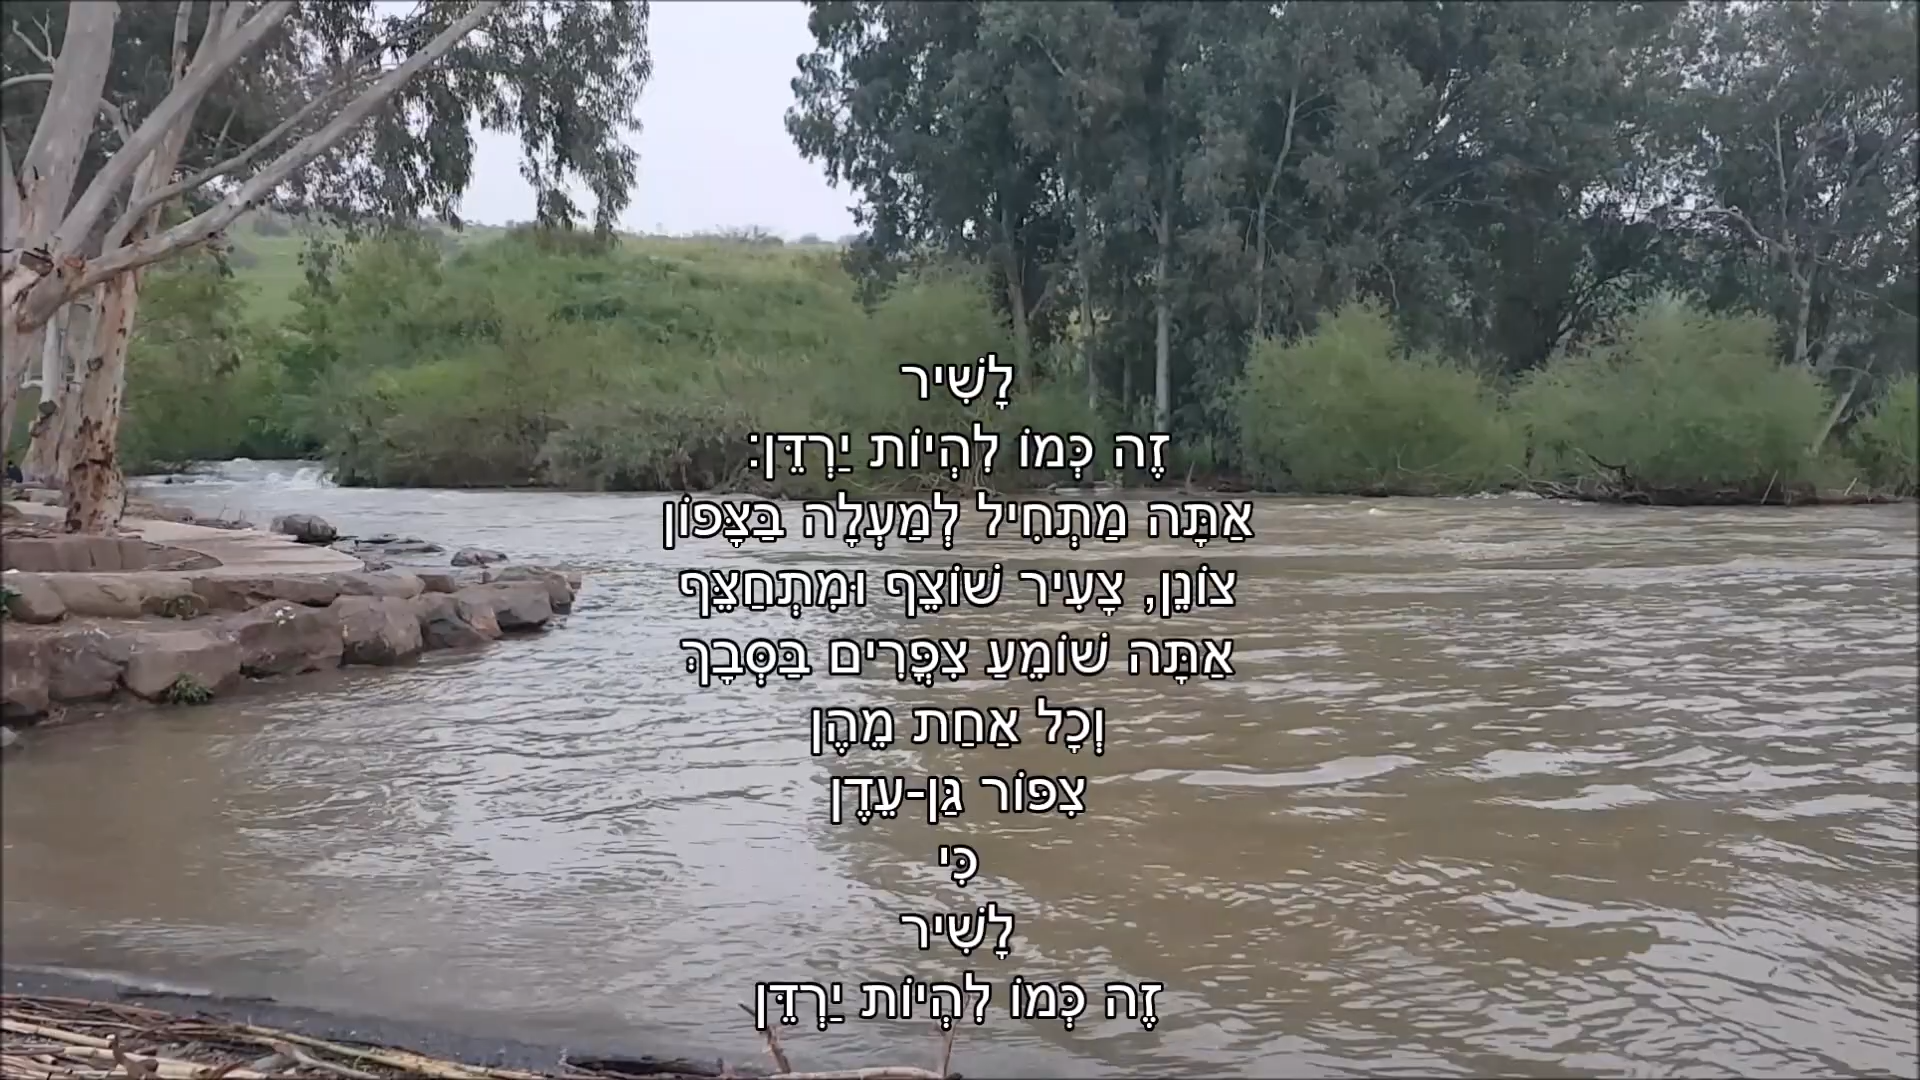 לָשִׁיר
זֶה כְּמוֹ לִהְיוֹת יַרְדֵּן:
אַתָּה מַתְחִיל לְמַעְלָה בַּצָּפוֹן
צוֹנֵן, צָעִיר שׁוֹצֵף וּמִתְחַצֵּף
אַתָּה שׁוֹמֵעַ צִפֳּרִים בַּסְּבָךְ
וְכָל אַחַת מֵהֶן
צִפּוֹר גַּן-עֵדֶן
כִּי
לָשִׁיר
זֶה כְּמוֹ לִהְיוֹת יַרְדֵּן